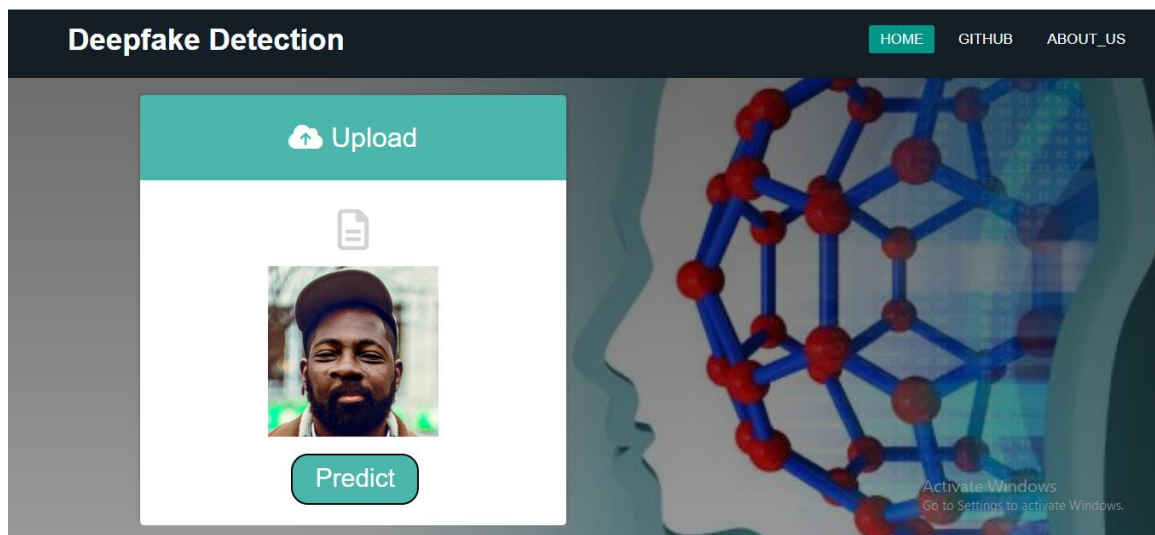 Deepfake Detection
HOME GITHUB ABOUT_US
Upload
Predict
Activate Windows
Go to Settings to activate Windows.